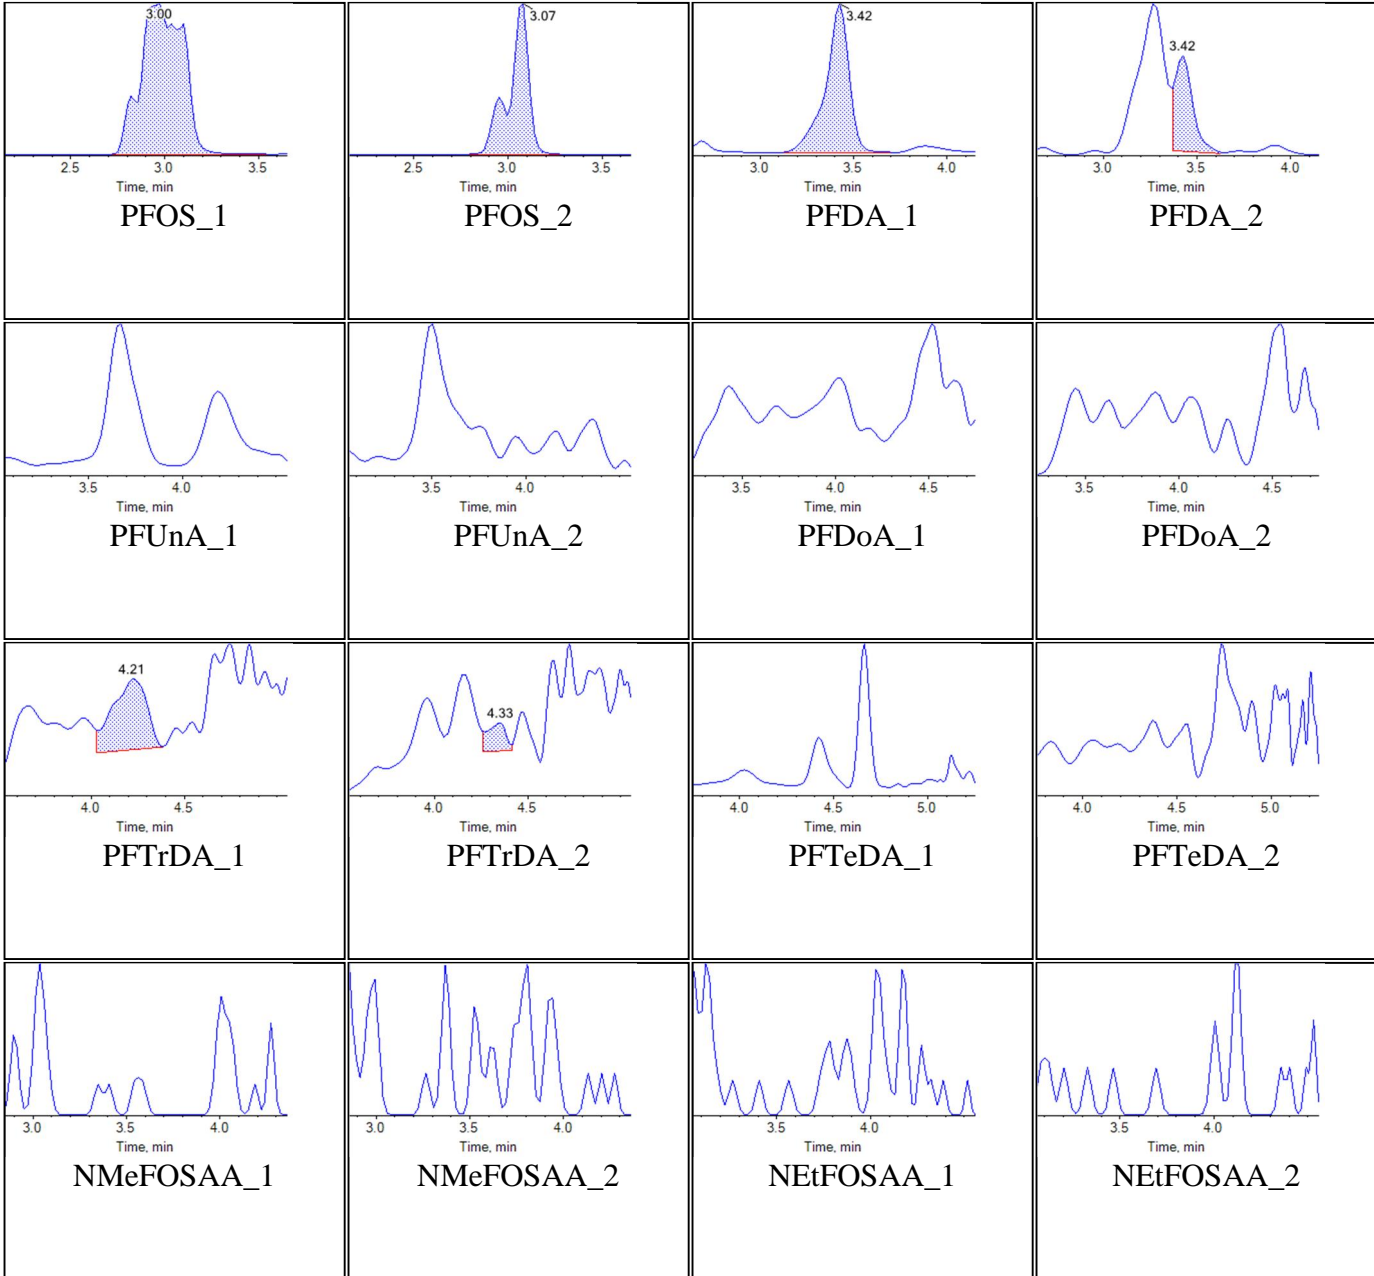 3.00
2.5 3.0 3.5
Time, min
PFOS_1
3.07
2.5 3.0 3.5
Time, min
PFOS_2
3.42
3.0 3.5 4.0
Time, min
PFDA_1
3.42
3.0 3.5 4.0
Time, min
PFDA_2
3.5 4.0
Time, min
PFUnA_1
3.5 4.0
Time, min
PFUnA_2
3.5 4.0 4.5
Time, min
PFDoA_1
3.5 4.0 4.5
Time, min
PFDoA_2
4.21
4.0 4.5
Time, min
PFTrDA_1
4.33
4.0 4.5
Time, min
PFTrDA_2
4.0 4.5 5.0
Time, min
PFTeDA_1
4.0 4.5 5.0
Time, min
PFTeDA_2
3.0 3.5 4.0
Time, min
NMeFOSAA_1
3.0 3.5 4.0
Time, min
NMeFOSAA_2
3.5 4.0
Time, min
NEtFOSAA_1
3.5 4.0
Time, min
NEtFOSAA_2